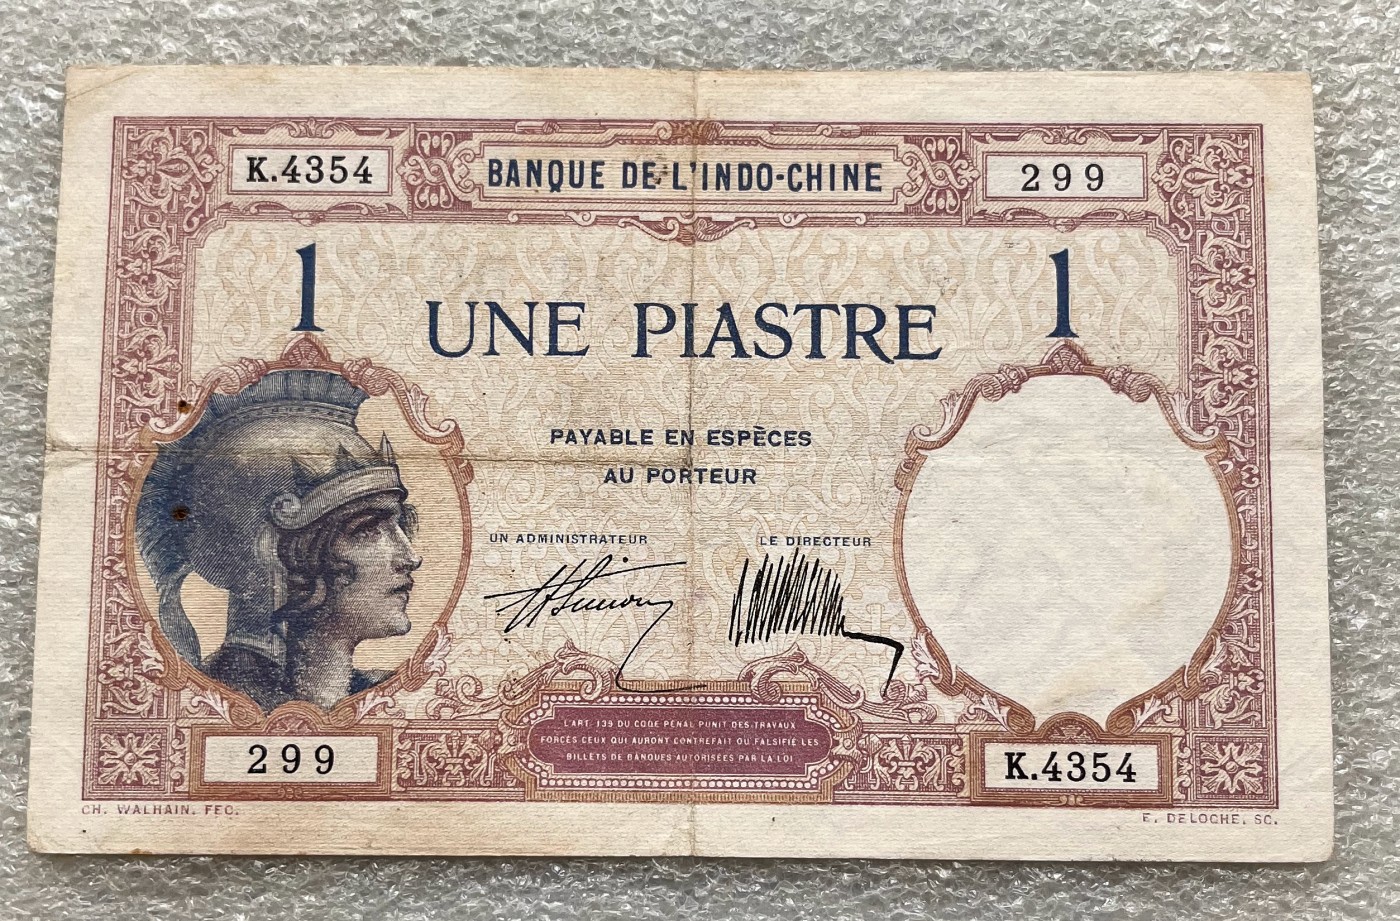 K.4354
BANQUE DE L'INDO-CHINE
299
1
1
UNE PIASTRE
PAYABLE EN ESPÈCES
AU PORTEUR
UN ADMINISTRATEUR
LE DIRECTEUR
L'ART. 139 DU CODE PÉNAL PUNIT DES TRAVAUX
FORCÉS CEUX QUI AURONT CONTREFAIT OU FALSIFIÉ LES
BILLETS DE BANQUES AUTORISÉES PAR LA LOI
299
K.4354
CH. WALHAIN. FEC.
E. DELOCHE. SC.